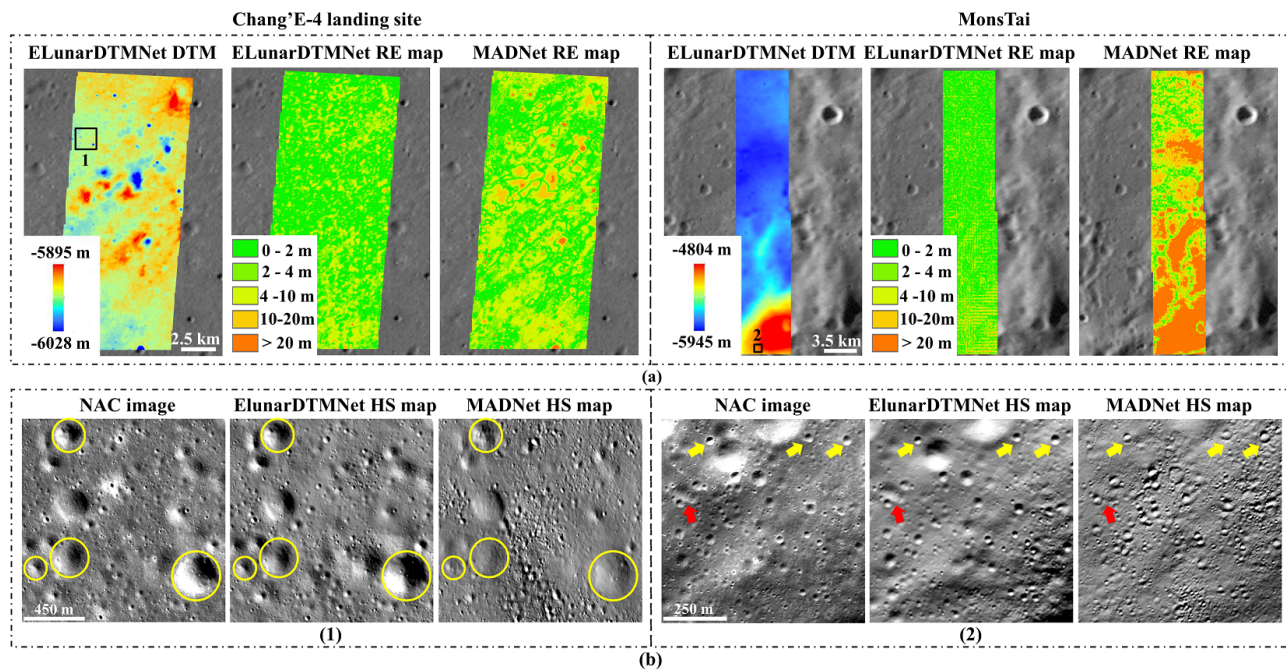 Chang’E-4 landing site
MonsTai
ELunarDTMNet DTM
ELunarDTMNet RE map
MADNet RE map
ELunarDTMNet DTM
ELunarDTMNet RE map
MADNet RE map
1
-5895 m
-6028 m
2.5 km
0 - 2 m
2 - 4 m
4 -10 m
10-20m
> 20 m
-4804 m
-5945 m
2
3.5 km
0 - 2 m
2 - 4 m
4 -10 m
10-20m
> 20 m
(a)
NAC image
ElunarDTMNet HS map
MADNet HS map
NAC image
ElunarDTMNet HS map
MADNet HS map
450 m
250 m
(1)
(2)
(b)